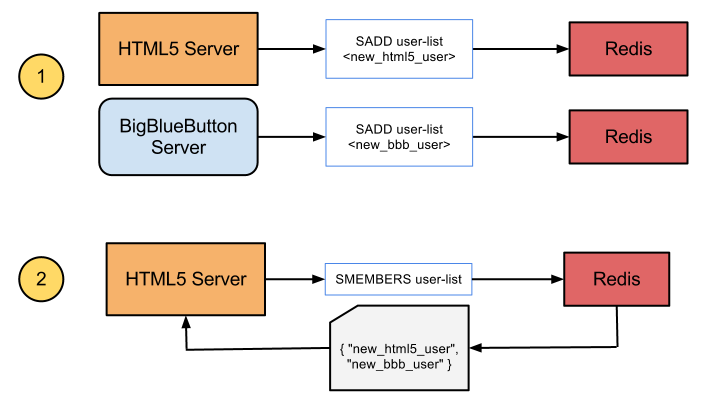 1
HTML5 Server
SADD user-list
<new_html5_user>
Redis
BigBlueButton
Server
SADD user-list
<new_bbb_user>
Redis
2
HTML5 Server
SMEMBERS user-list
Redis
{ "new_html5_user",
"new_bbb_user" }